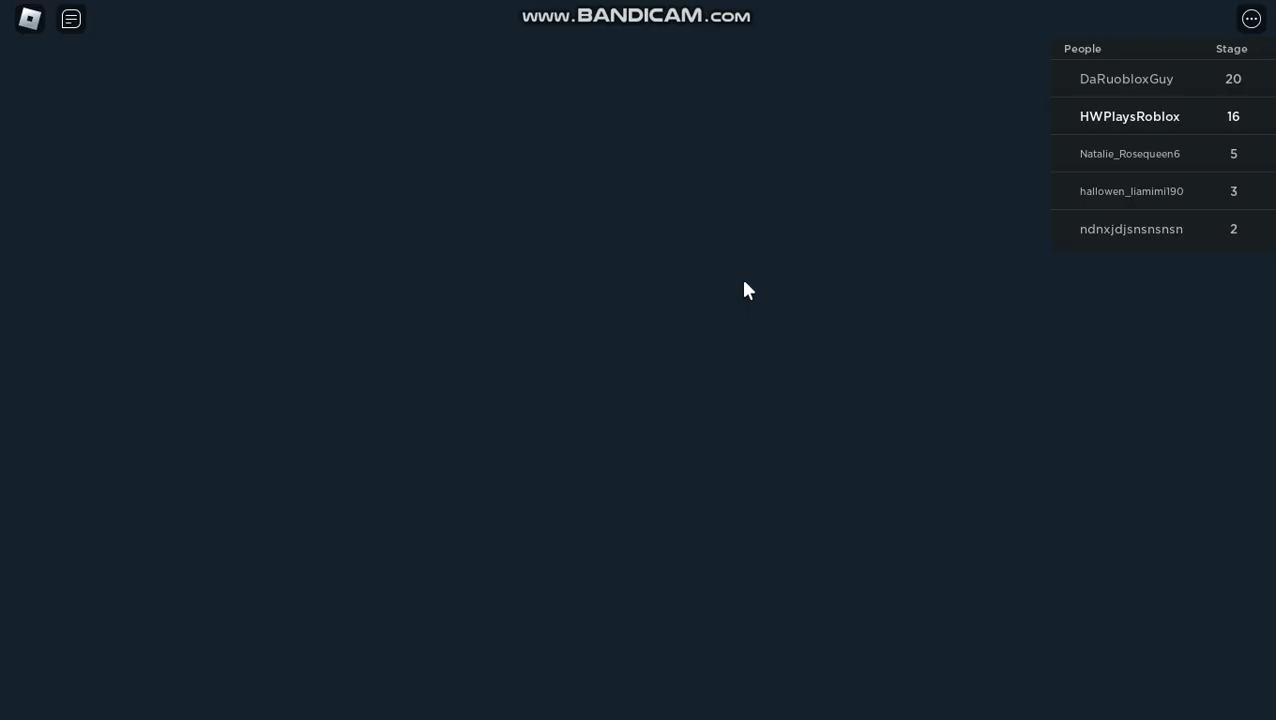 www.BANDICAM.com
People Stage
DaRuobloxGuy 20
HWPlaysRoblox 16
Natalie_Rosequeen6 5
hallowen_liamimi190 3
ndnxjdjsnsnsnsn 2